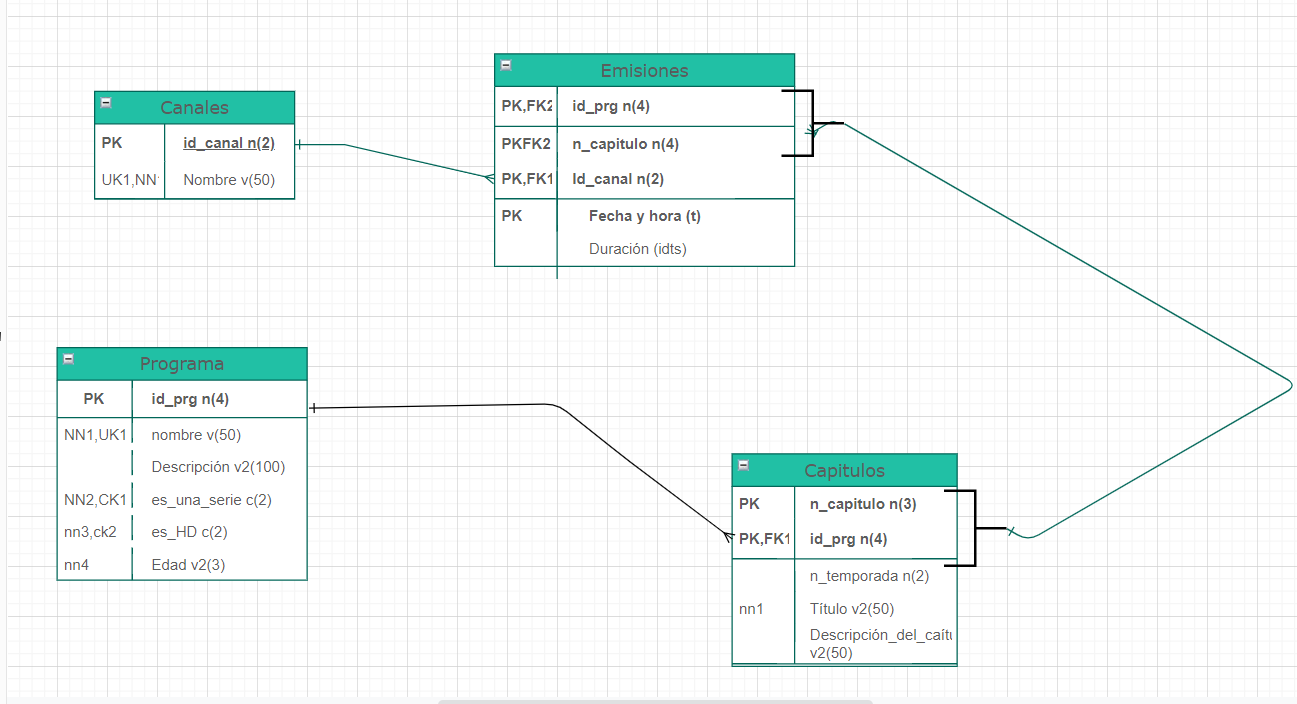 Canales
PK id_canal n(2)
UK1,NN Nombre v(50)
Emisiones
PK,FK2 id_prg n(4)
PKFK2 n_capitulo n(4)
PK,FK1 Id_canal n(2)
PK Fecha y hora (t)
Duración (idts)
Programa
PK id_prg n(4)
NN1,UK1 nombre v(50)
Descripción v2(100)
NN2,CK1 es_una_serie c(2)
nn3,ck2 es_HD c(2)
nn4 Edad v2(3)
Capitulos
PK n_capitulo n(3)
PK,FK1 id_prg n(4)
n_temporada n(2)
nn1 Título v2(50)
Descripción_del_caítu
v2(50)